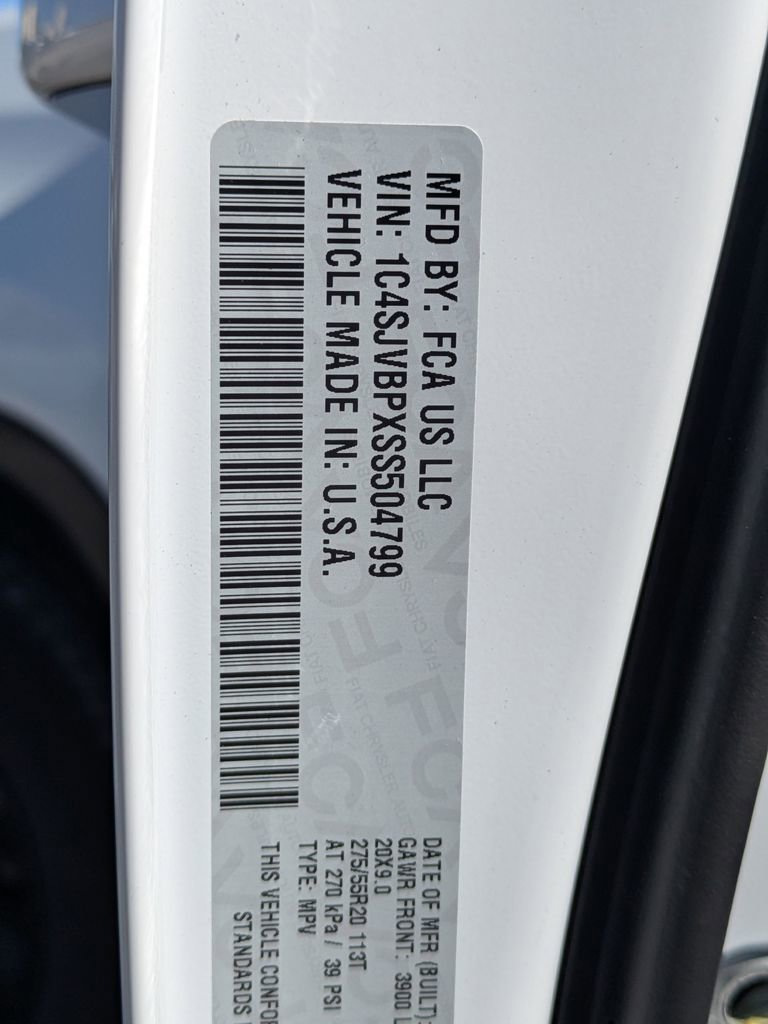 MFD BY: FCA US LLC
VIN: 1C4SJVBPXSS504799
VEHICLE MADE IN: U.S.A.
DATE OF MFR (BUILT):
GAWR FRONT: 3900 L
20X9.0
275/55R20 113T
AT 270 kPa / 39 PSI
TYPE: MPV
THIS VEHICLE CONFOR
STANDARDS